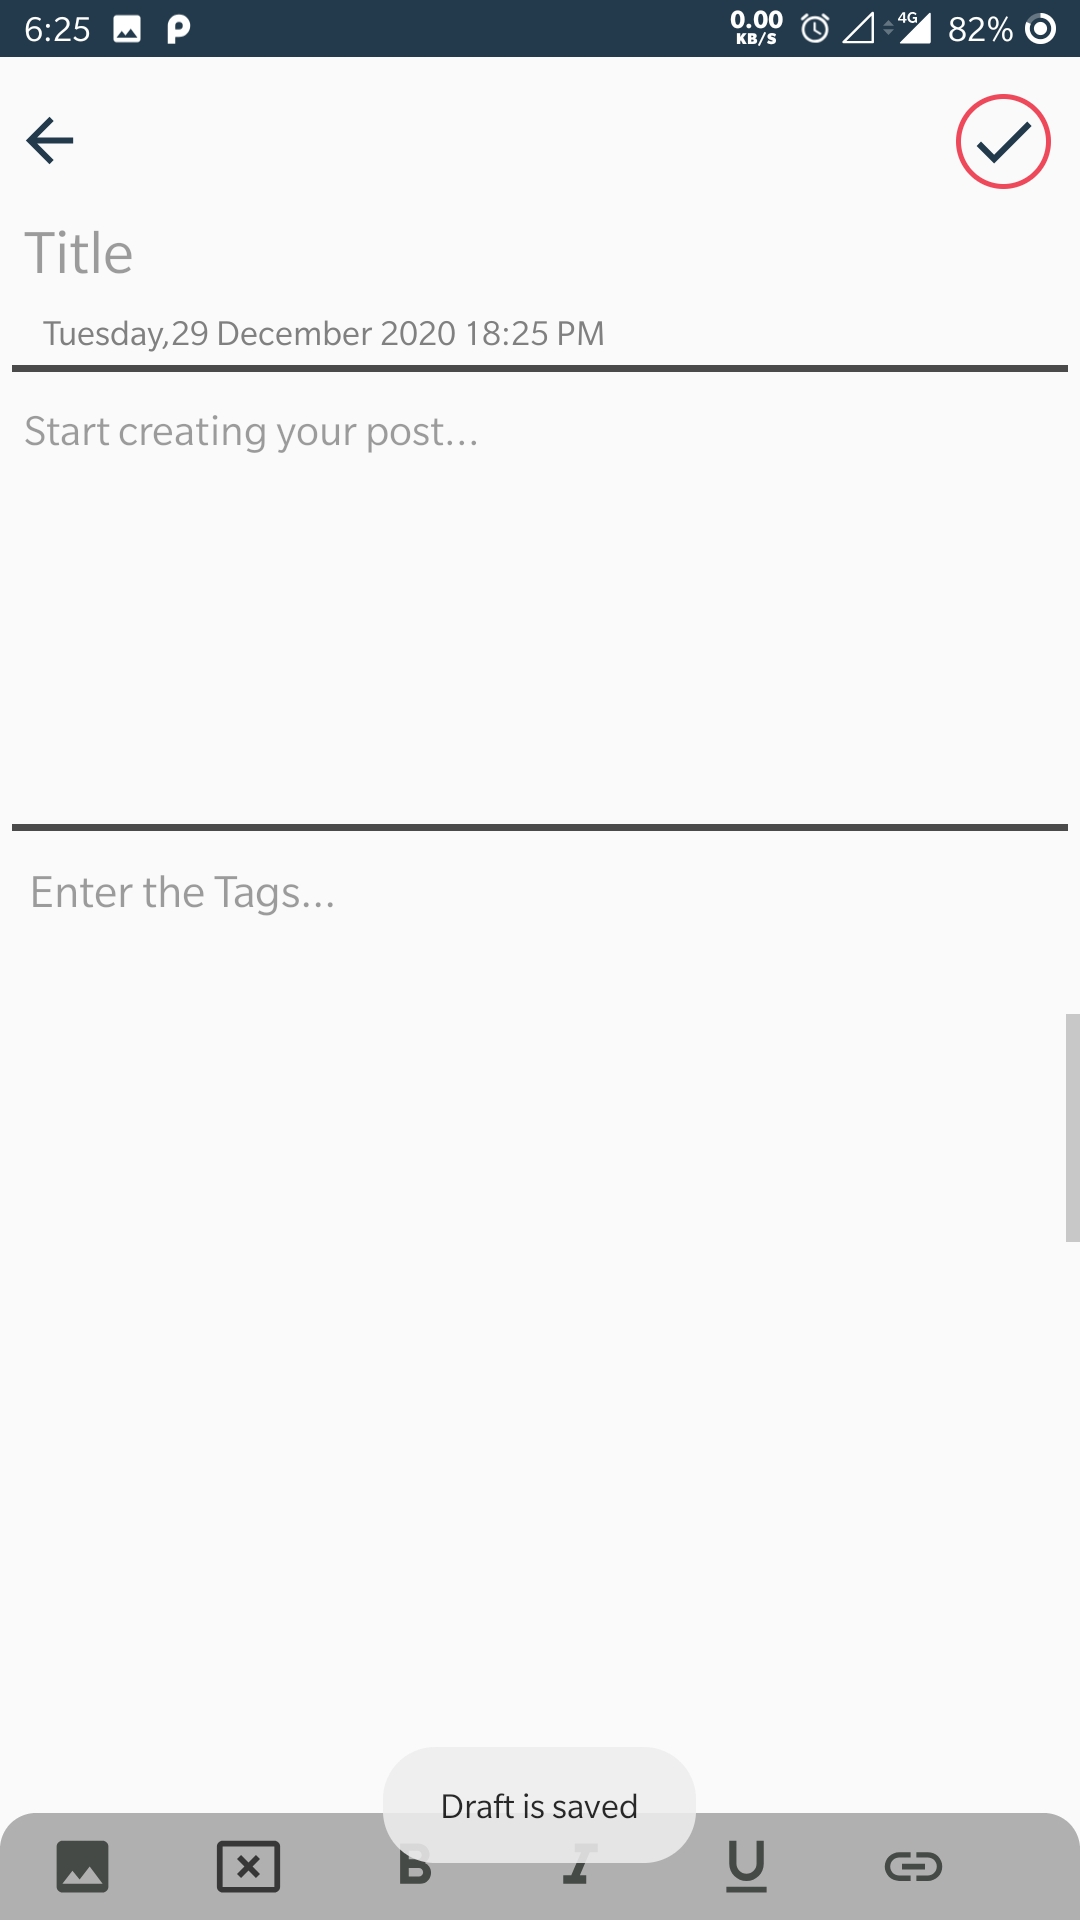 6:25
0.00 KB/S 4G 82%
Title
Tuesday,29 December 2020 18:25 PM
Start creating your post...
Enter the Tags...
Draft is saved
B I U